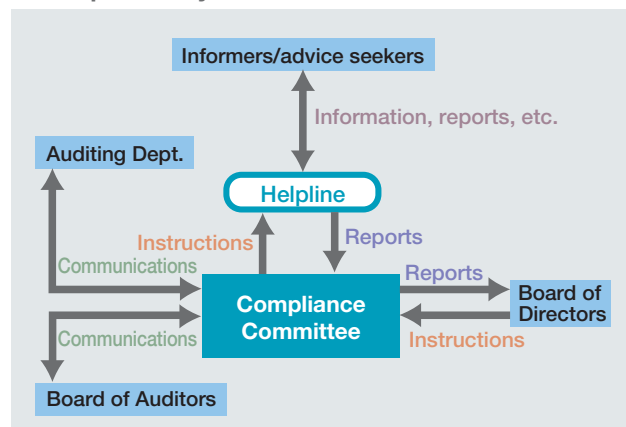 Informers/advice seekers
Information, reports, etc.
Auditing Dept.
Helpline
Instructions
Reports
Communications
Reports
Compliance
Committee
Board of
Directors
Communications
Instructions
Board of Auditors